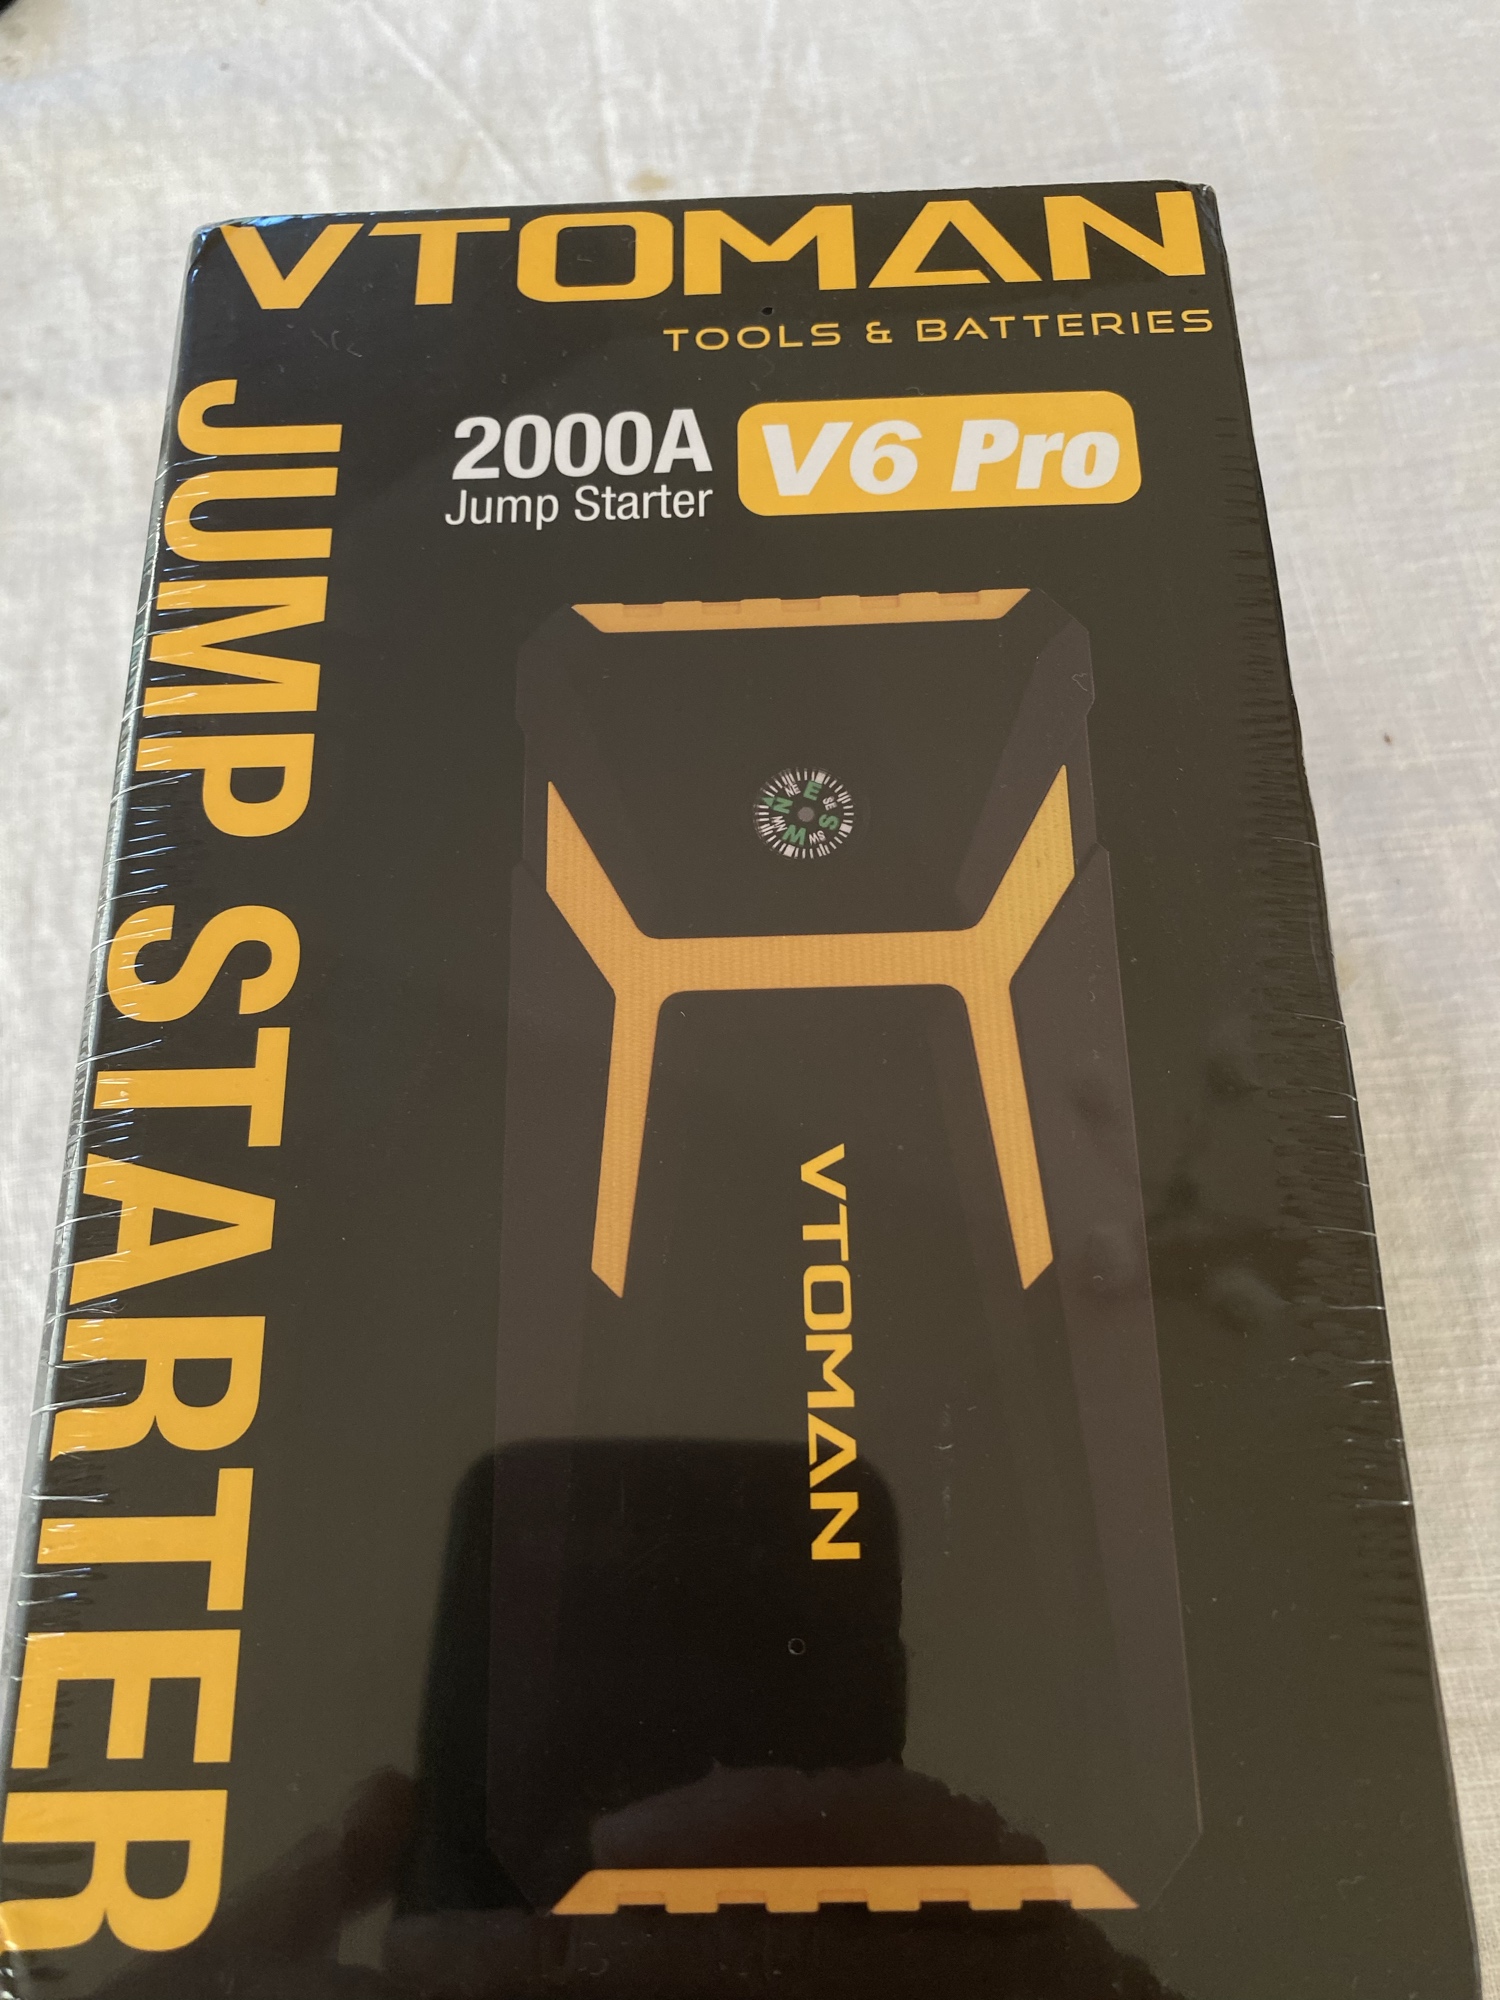 VTOMAN
TOOLS & BATTERIES
2000A
Jump Starter
V6 Pro
JUMP STARTER
N
NE
E
SE
S
SW
W
NW
VTOMAN